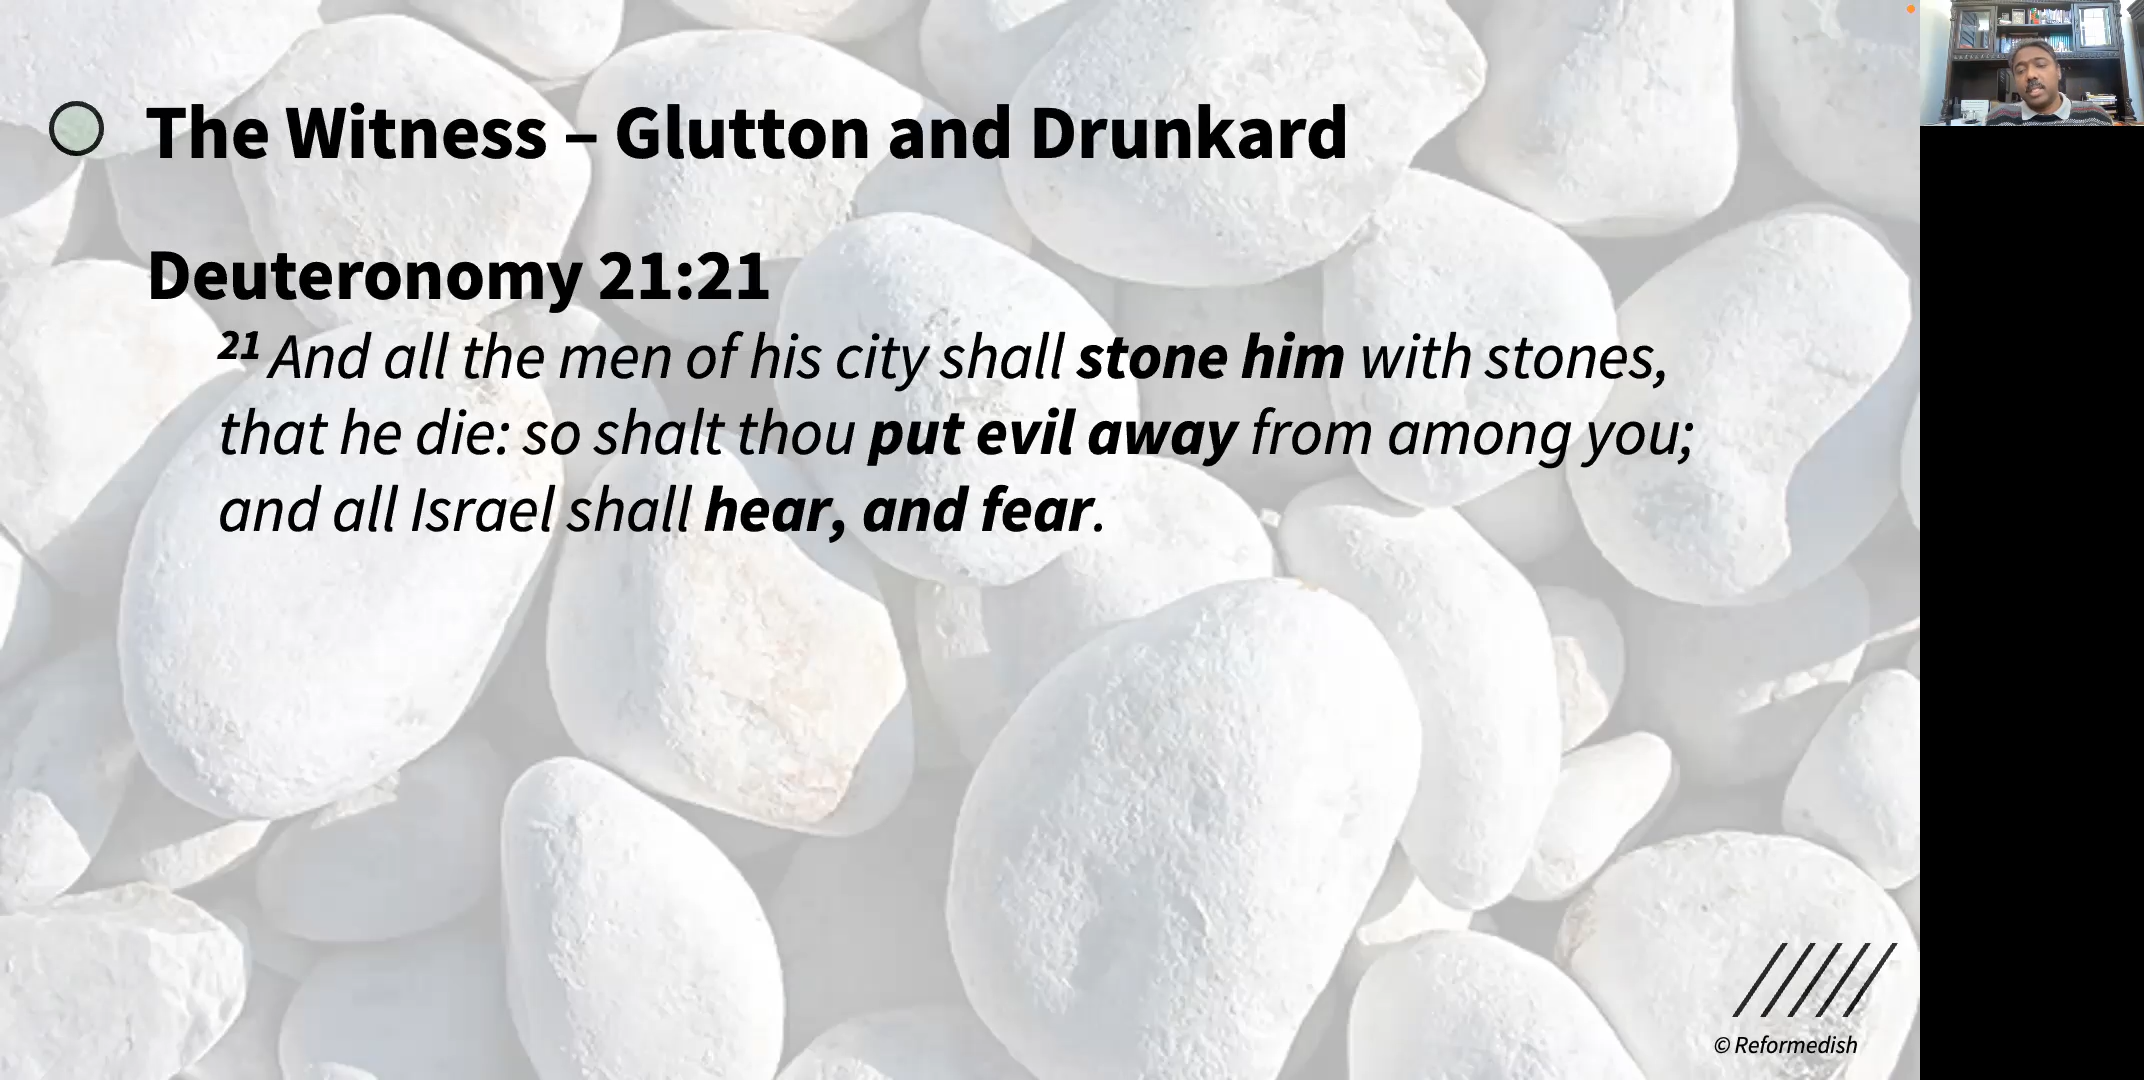 The Witness – Glutton and Drunkard
Deuteronomy 21:21
21 And all the men of his city shall stone him with stones,
that he die: so shalt thou put evil away from among you;
and all Israel shall hear, and fear.
© Reformedish